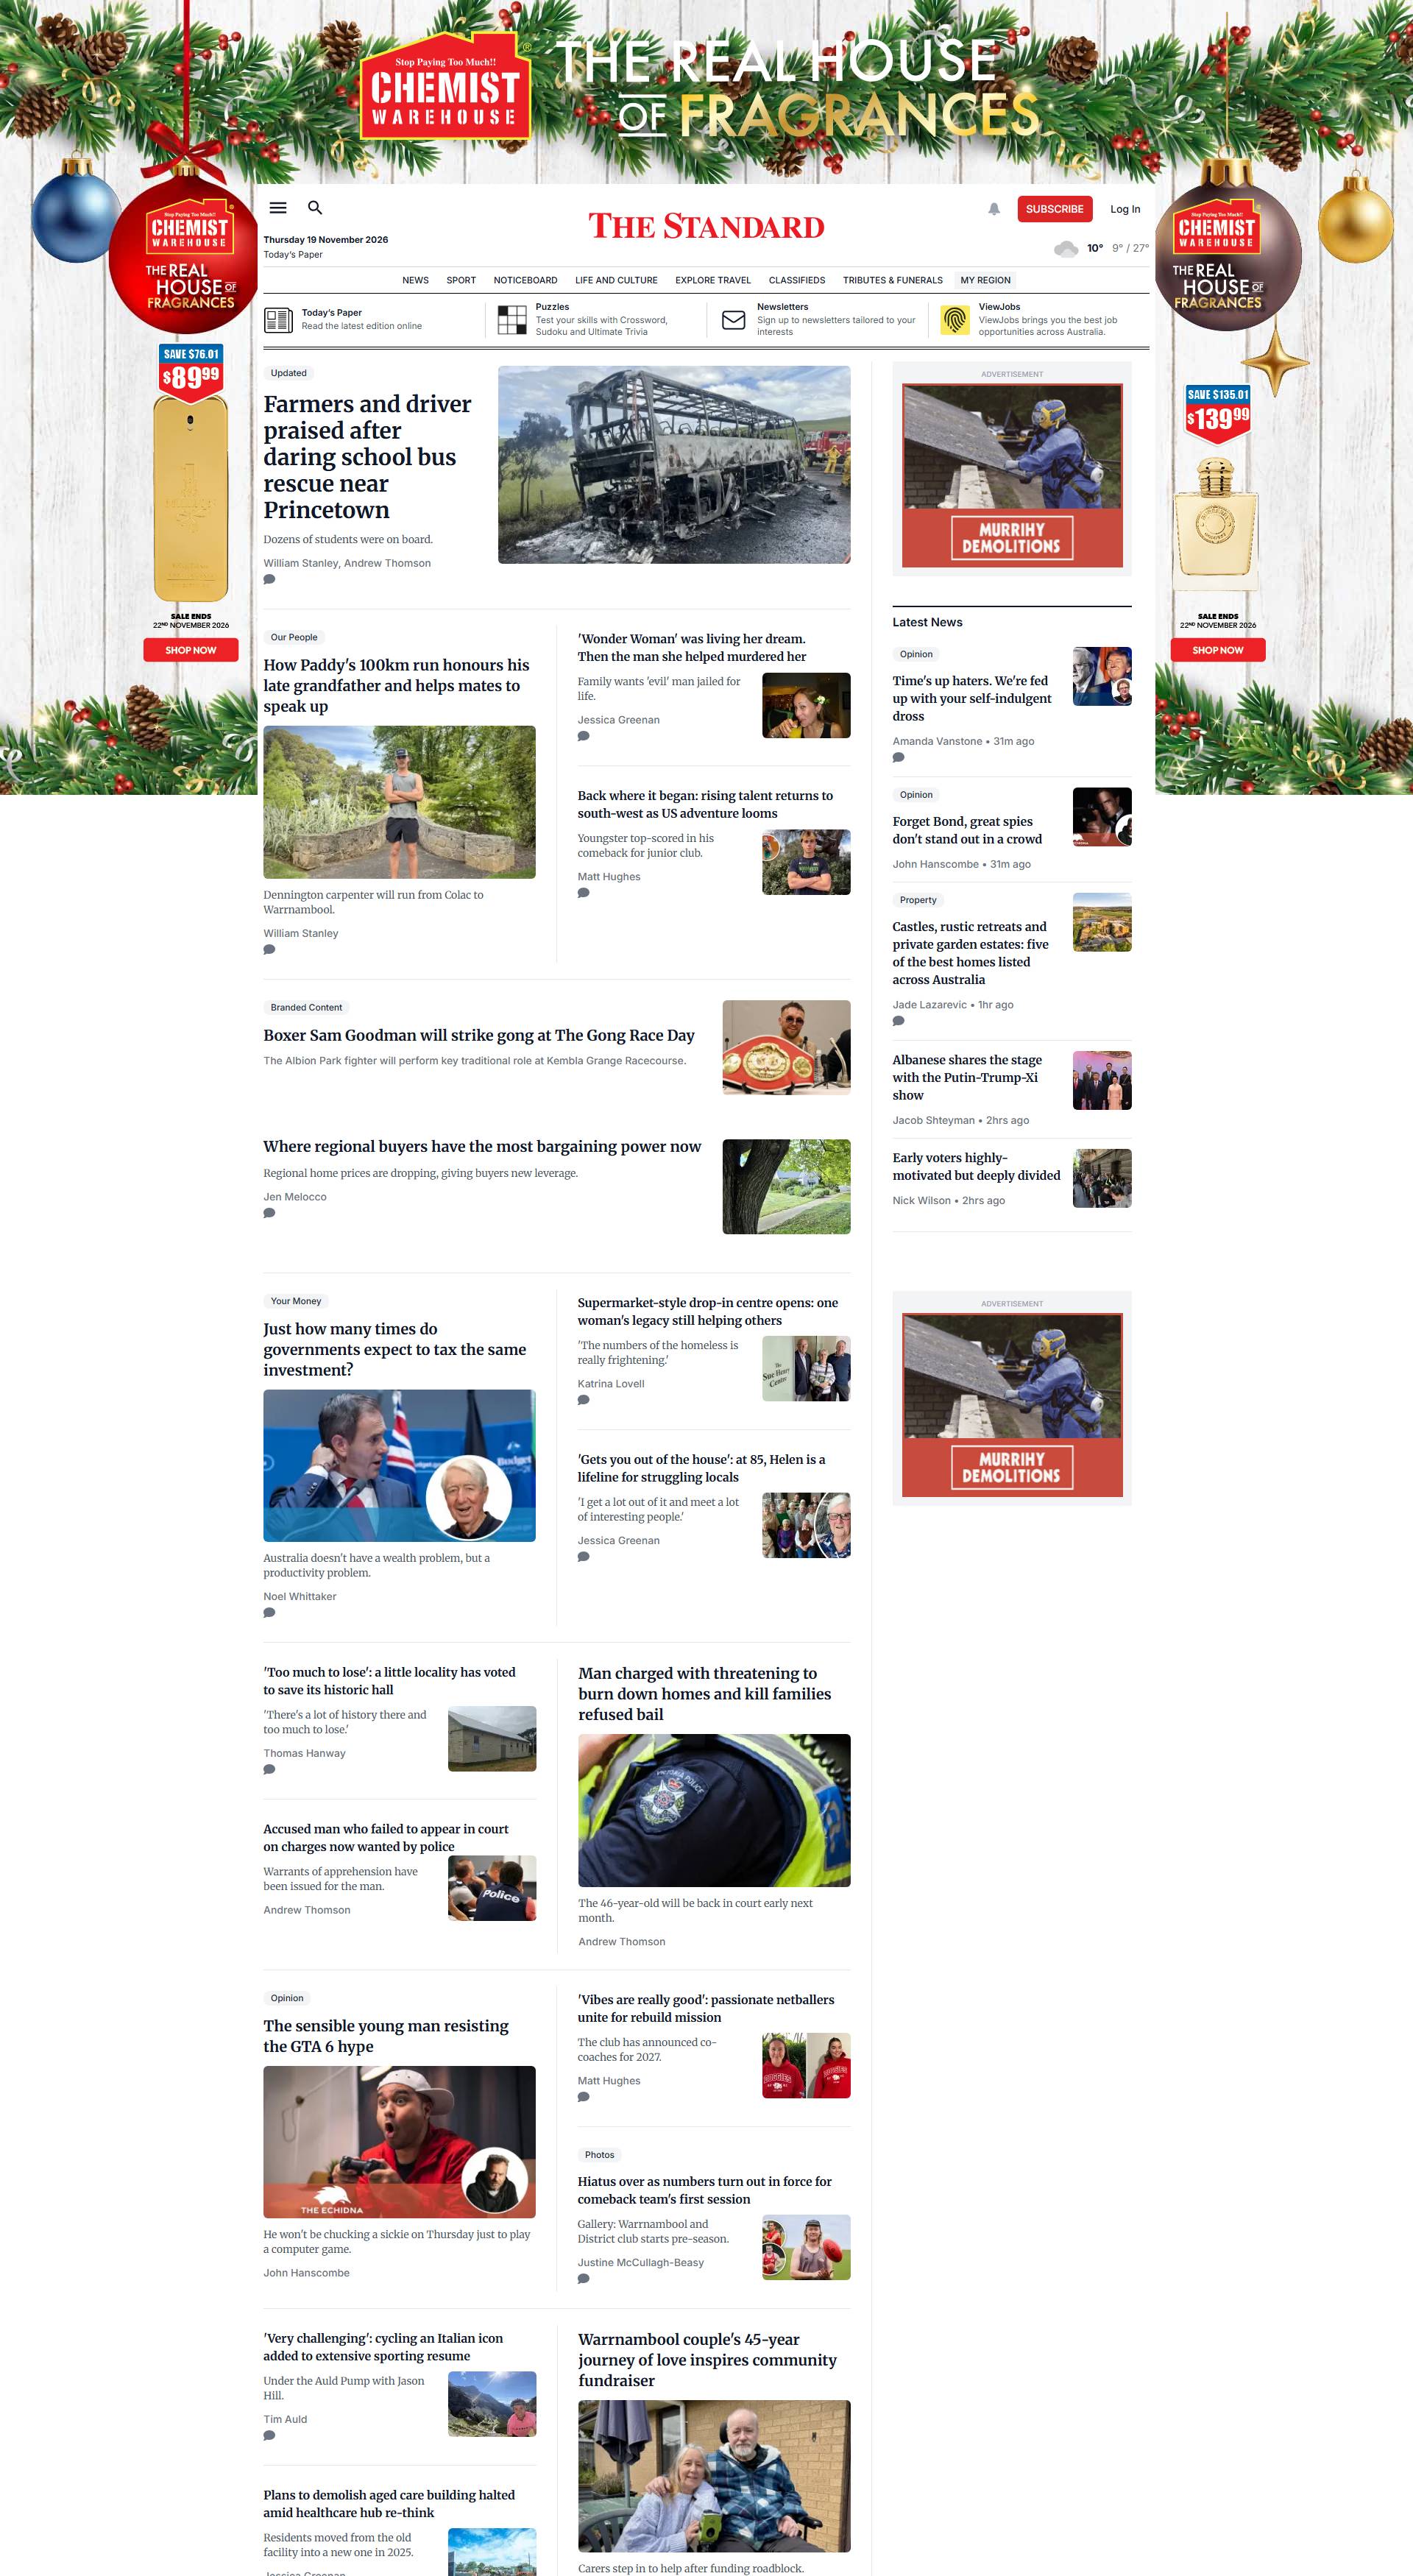 Stop Paying Too Much!!
CHEMIST
WAREHOUSE
THE REAL HOUSE
OF FRAGRANCES
Stop Paying Too Much!!
CHEMIST
WAREHOUSE
THE REAL
HOUSE OF
FRAGRANCES
SAVE $76.01
$89.99
SALE ENDS
22ND NOVEMBER 2026
SHOP NOW
Stop Paying Too Much!!
CHEMIST
WAREHOUSE
THE REAL
HOUSE OF
FRAGRANCES
SAVE $135.01
$139.99
SALE ENDS
22ND NOVEMBER 2026
SHOP NOW
THE STANDARD
SUBSCRIBE
Log In
Thursday 19 November 2026
Today's Paper
10° 9° / 27°
NEWS SPORT NOTICEBOARD LIFE AND CULTURE EXPLORE TRAVEL CLASSIFIEDS TRIBUTES & FUNERALS MY REGION
Today's Paper
Read the latest edition online
Puzzles
Test your skills with Crossword,
Sudoku and Ultimate Trivia
Newsletters
Sign up to newsletters tailored to your
interests
ViewJobs
ViewJobs brings you the best job
opportunities across Australia.
Updated
Farmers and driver
praised after
daring school bus
rescue near
Princetown
Dozens of students were on board.
William Stanley, Andrew Thomson
Our People
How Paddy's 100km run honours his
late grandfather and helps mates to
speak up
Dennington carpenter will run from Colac to
Warrnambool.
William Stanley
'Wonder Woman' was living her dream.
Then the man she helped murdered her
Family wants 'evil' man jailed for
life.
Jessica Greenan
Back where it began: rising talent returns to
south-west as US adventure looms
Youngster top-scored in his
comeback for junior club.
Matt Hughes
Branded Content
Boxer Sam Goodman will strike gong at The Gong Race Day
The Albion Park fighter will perform key traditional role at Kembla Grange Racecourse.
Where regional buyers have the most bargaining power now
Regional home prices are dropping, giving buyers new leverage.
Jen Melocco
Your Money
Just how many times do
governments expect to tax the same
investment?
Budget
Australia doesn't have a wealth problem, but a
productivity problem.
Noel Whittaker
Supermarket-style drop-in centre opens: one
woman's legacy still helping others
'The numbers of the homeless is
really frightening.'
Katrina Lovell
'Gets you out of the house': at 85, Helen is a
lifeline for struggling locals
'I get a lot out of it and meet a lot
of interesting people.'
Jessica Greenan
'Too much to lose': a little locality has voted
to save its historic hall
'There's a lot of history there and
too much to lose.'
Thomas Hanway
Accused man who failed to appear in court
on charges now wanted by police
Warrants of apprehension have
been issued for the man.
Police
Andrew Thomson
Man charged with threatening to
burn down homes and kill families
refused bail
VICTORIA POLICE
The 46-year-old will be back in court early next
month.
Andrew Thomson
Opinion
The sensible young man resisting
the GTA 6 hype
THE ECHIDNA
He won't be chucking a sickie on Thursday just to play
a computer game.
John Hanscombe
'Vibes are really good': passionate netballers
unite for rebuild mission
The club has announced co-
coaches for 2027.
Matt Hughes
Photos
Hiatus over as numbers turn out in force for
comeback team's first session
Gallery: Warrnambool and
District club starts pre-season.
Justine McCullagh-Beasy
'Very challenging': cycling an Italian icon
added to extensive sporting resume
Under the Auld Pump with Jason
Hill.
Tim Auld
Plans to demolish aged care building halted
amid healthcare hub re-think
Residents moved from the old
facility into a new one in 2025.
Jessica Greenan
Warrnambool couple's 45-year
journey of love inspires community
fundraiser
Carers step in to help after funding roadblock.
ADVERTISEMENT
MURRIHY
DEMOLITIONS
Latest News
Opinion
Time's up haters. We're fed
up with your self-indulgent
dross
Amanda Vanstone • 31m ago
Opinion
Forget Bond, great spies
don't stand out in a crowd
John Hanscombe • 31m ago
Property
Castles, rustic retreats and
private garden estates: five
of the best homes listed
across Australia
Jade Lazarevic • 1hr ago
Albanese shares the stage
with the Putin-Trump-Xi
show
Jacob Shteyman • 2hrs ago
Early voters highly-
motivated but deeply divided
Nick Wilson • 2hrs ago
ADVERTISEMENT
MURRIHY
DEMOLITIONS